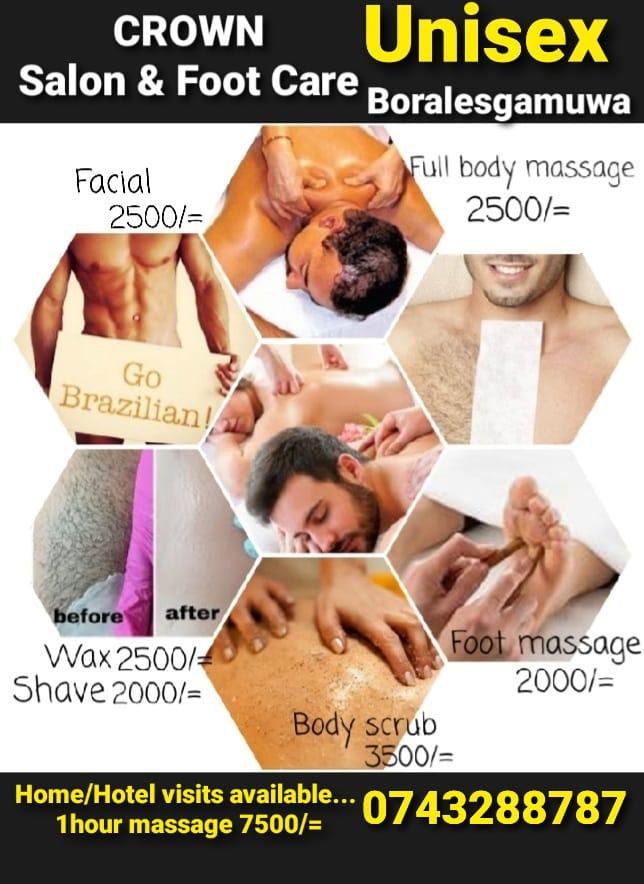 CROWN
Salon & Foot Care
Unisex
Boralesgamuwa
Facial
2500/=
Full body massage
2500/=
Go
Brazilian!
before
after
Wax 2500/=
Shave 2000/=
Foot massage
2000/=
Body scrub
3500/=
Home/Hotel visits available...
1hour massage 7500/=
0743288787